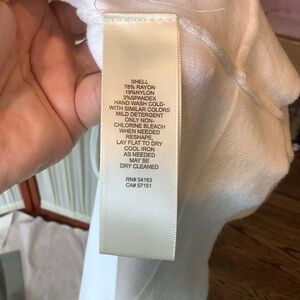 SHELL
78% RAYON
19%NYLON
3%SPANDEX
HAND WASH COLD-
WITH SIMILAR COLORS
MILD DETERGENT
ONLY NON-
CHLORINE BLEACH
WHEN NEEDED
RESHAPE,
LAY FLAT TO DRY
COOL IRON
AS NEEDED
MAY BE
DRY CLEANED
RN# 54163
CA# 57151